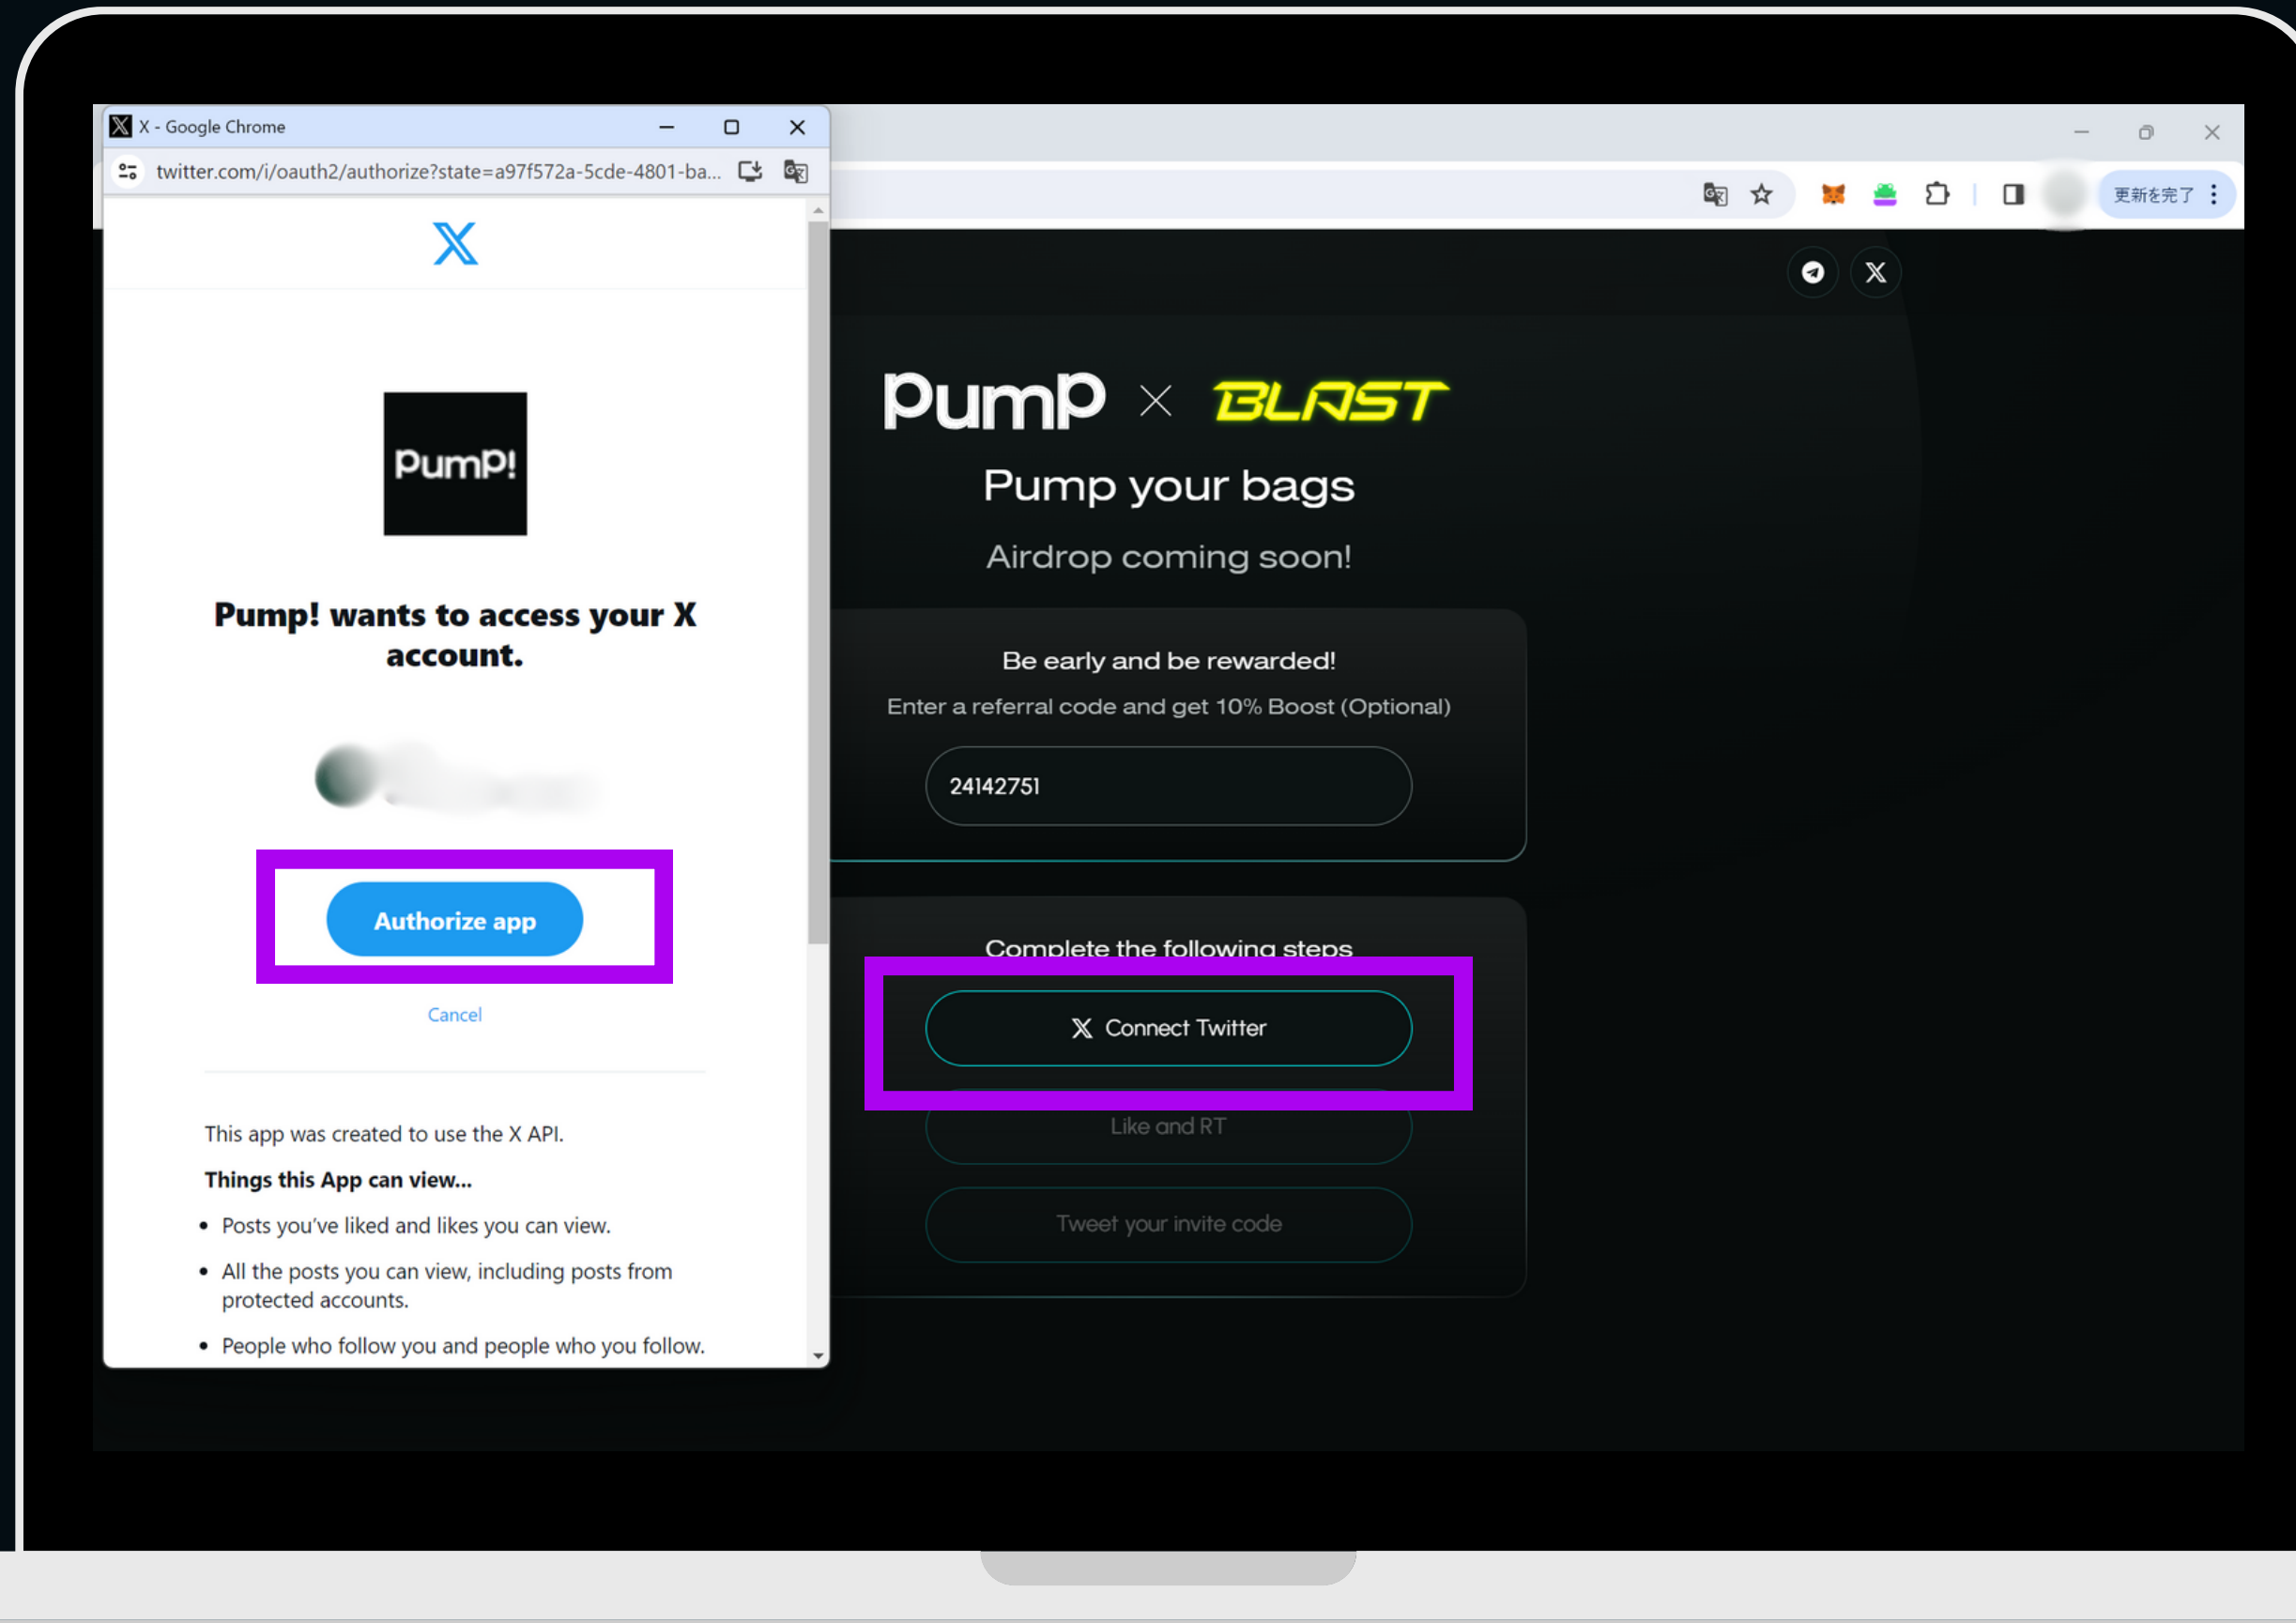 X - Google Chrome
twitter.com/i/oauth2/authorize?state=a97f572a-5cde-4801-ba...
Pump!
Pump! wants to access your X
account.
Authorize app
Cancel
This app was created to use the X API.
Things this App can view...
• Posts you've liked and likes you can view.
• All the posts you can view, including posts from
protected accounts.
• People who follow you and people who you follow.
更新を完了
Pump × BLAST
Pump your bags
Airdrop coming soon!
Be early and be rewarded!
Enter a referral code and get 10% Boost (Optional)
24142751
Complete the following steps
X Connect Twitter
Like and RT
Tweet your invite code